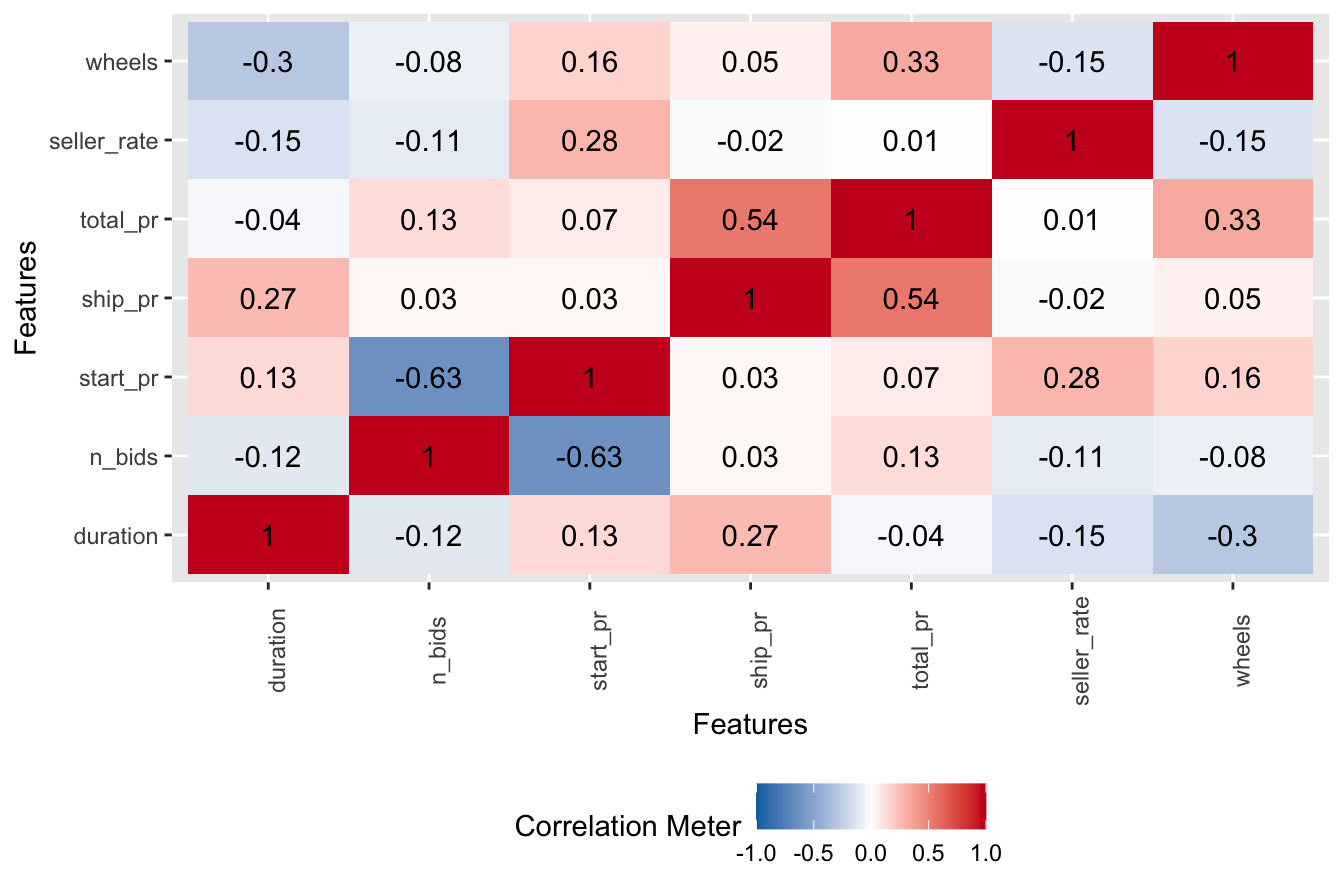 wheels -0.3 -0.08 0.16 0.05 0.33 -0.15 1
seller_rate -0.15 -0.11 0.28 -0.02 0.01 1 -0.15
total_pr -0.04 0.13 0.07 0.54 1 0.01 0.33
ship_pr 0.27 0.03 0.03 1 0.54 -0.02 0.05
start_pr 0.13 -0.63 1 0.03 0.07 0.28 0.16
n_bids -0.12 1 -0.63 0.03 0.13 -0.11 -0.08
duration 1 -0.12 0.13 0.27 -0.04 -0.15 -0.3
Features
duration n_bids start_pr ship_pr total_pr seller_rate wheels
Features
Correlation Meter
-1.0 -0.5 0.0 0.5 1.0